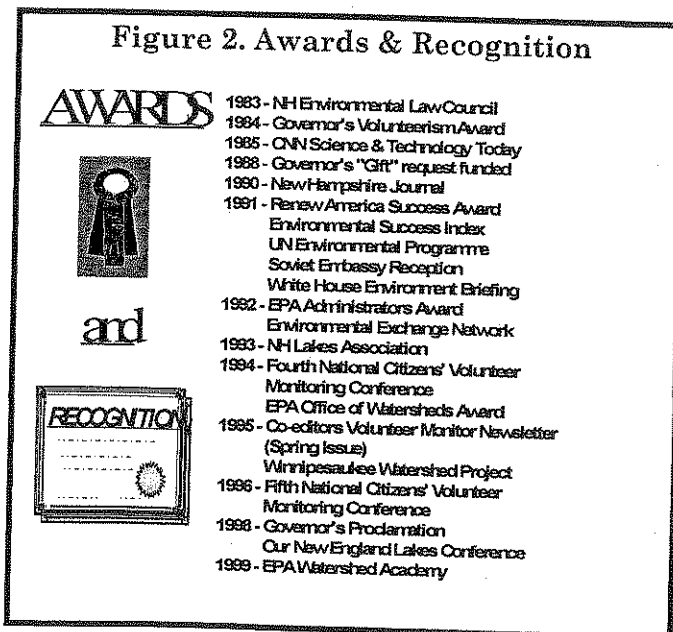 Figure 2. Awards & Recognition
AWARDS
and
RECOGNITION
1983 - NH Environmental Law Council
1984 - Governor's Volunteerism Award
1985 - CNN Science & Technology Today
1988 - Governor's "Gift" request funded
1990 - New Hampshire Journal
1991 - Renew America Success Award
Environmental Success Index
UN Environmental Programme
Soviet Embassy Reception
White House Environment Briefing
1992 - EPA Administrators Award
Environmental Exchange Network
1993 - NH Lakes Association
1994 - Fourth National Citizens' Volunteer
Monitoring Conference
EPA Office of Watersheds Award
1995 - Co-editors Volunteer Monitor Newsletter
(Spring Issue)
Winnipesaukee Watershed Project
1996 - Fifth National Citizens' Volunteer
Monitoring Conference
1998 - Governor's Proclamation
Our New England Lakes Conference
1999 - EPA Watershed Academy